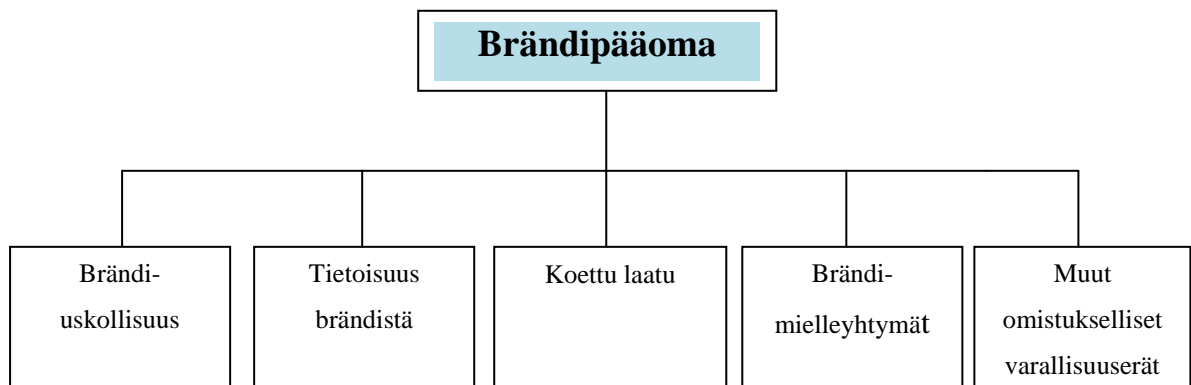 Brändipääoma
Brändi-
uskollisuus
Tietoisuus
brändistä
Koettu laatu
Brändi-
mielleyhtymät
Muut
omistukselliset
varallisuuserät